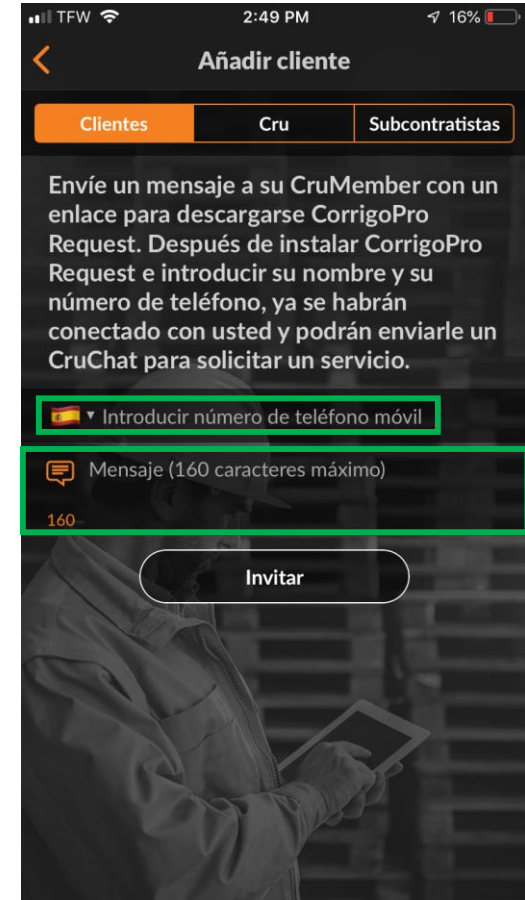 TFW 2:49 PM 16%
Añadir cliente
Clientes Cru Subcontratistas
Envíe un mensaje a su CruMember con un
enlace para descargarse CorrigoPro
Request. Después de instalar CorrigoPro
Request e introducir su nombre y su
número de teléfono, ya se habrán
conectado con usted y podrán enviarle un
CruChat para solicitar un servicio.
Introducir número de teléfono móvil
Mensaje (160 caracteres máximo)
160
Invitar